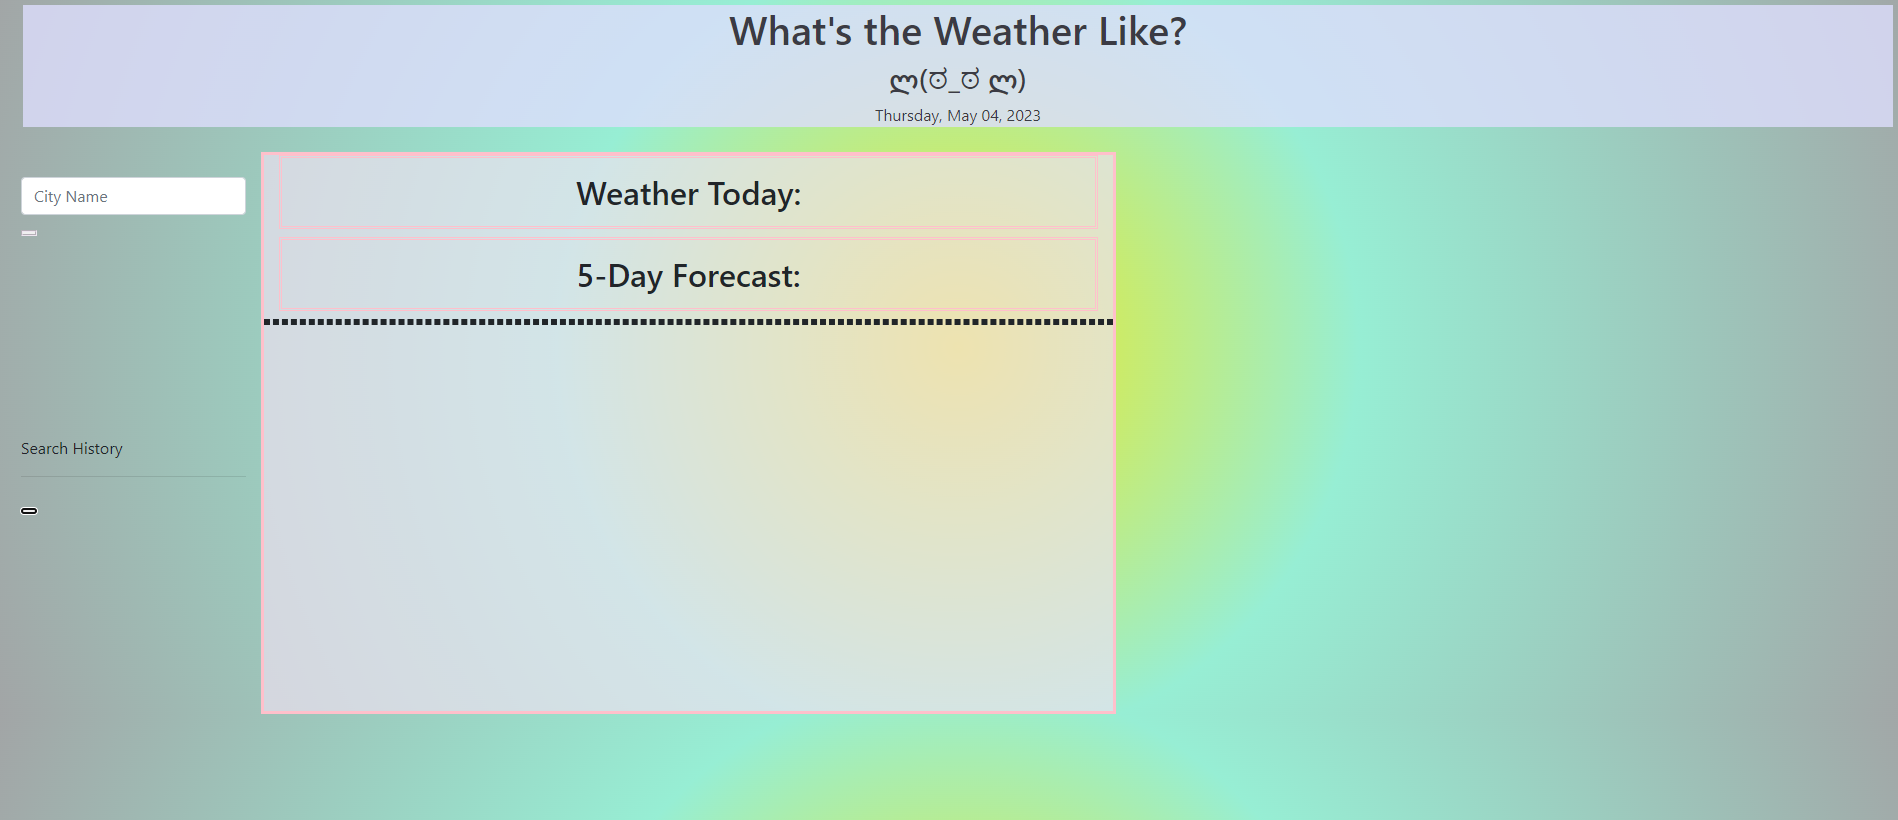 What's the Weather Like?
ლ(ಠ_ಠ ლ)
Thursday, May 04, 2023
City Name
Weather Today:
5-Day Forecast:
Search History